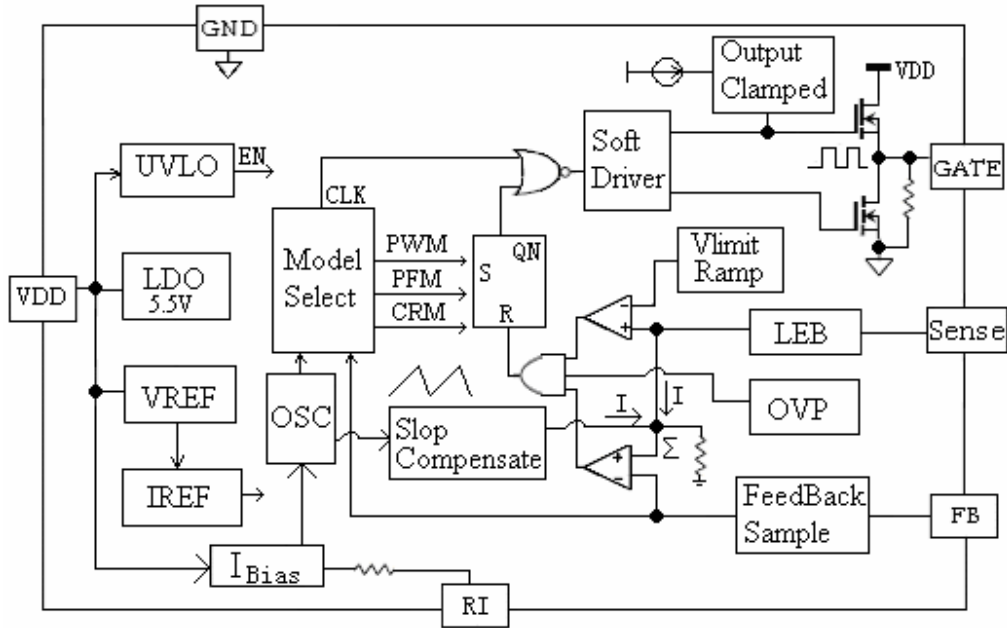 GND
Output
Clamped
VDD
UVLO
EN
Soft
Driver
GATE
CLK
Model
Select
PWM
PFM
CRM
S
QN
R
Vlimit
Ramp
VDD
LDO
5.5V
-
+
LEB
Sense
VREF
OSC
Slop
Compensate
I
I
Σ
OVP
IREF
+
-
FeedBack
Sample
FB
I Bias
RI